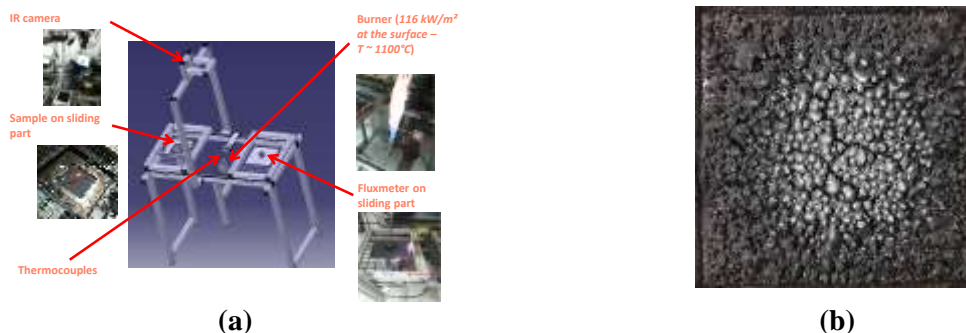 IR camera
Burner (116 kW/m²
at the surface –
T ~ 1100°C)
Sample on sliding
part
Fluxmeter on
sliding part
Thermocouples
(a)
(b)